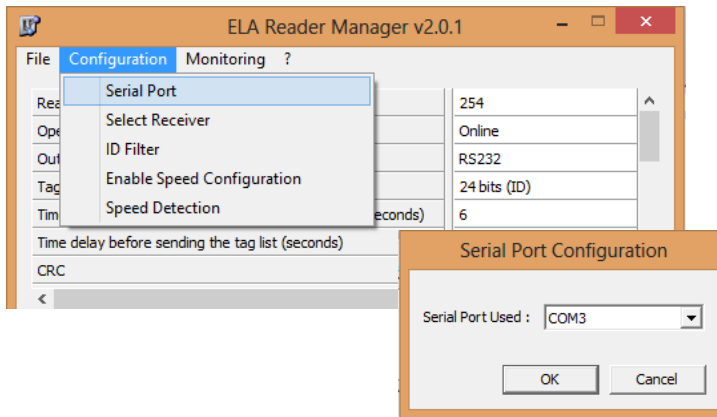 ELA Reader Manager v2.0.1
File Configuration Monitoring ?
Serial Port
Select Receiver
ID Filter
Enable Speed Configuration
Speed Detection
254
Online
RS232
24 bits (ID)
6
Time delay before sending the tag list (seconds)
CRC
Serial Port Configuration
Serial Port Used : COM3
OK Cancel